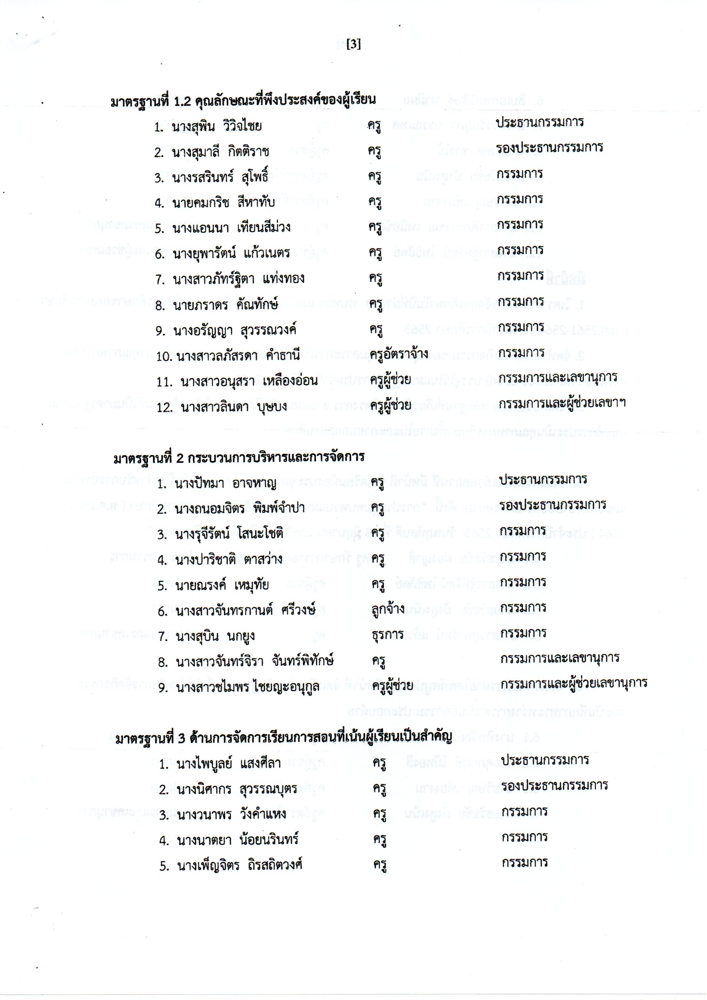 [3]
มาตรฐานที่ 1.2 คุณลักษณะที่พึงประสงค์ของผู้เรียน
1. นางสุพิน วิวิจไชย ครู ประธานกรรมการ
2. นางสุมาลี กิตติราช ครู รองประธานกรรมการ
3. นางรสรินทร์ สุโพธิ์ ครู กรรมการ
4. นายคมกริช สีหาทับ ครู กรรมการ
5. นางแอนนา เทียนสีม่วง ครู กรรมการ
6. นางยุพารัตน์ แก้วเนตร ครู กรรมการ
7. นางสาวภัทร์ฐิตา แท่งทอง ครู กรรมการ
8. นายภราดร คัณทักษ์ ครู กรรมการ
9. นางอรัญญา สุวรรณวงค์ ครู กรรมการ
10. นางสาวลภัสรดา คำธานี ครูอัตราจ้าง กรรมการ
11. นางสาวอนุสรา เหลืองอ่อน ครูผู้ช่วย กรรมการและเลขานุการ
12. นางสาวลินดา บุษบง ครูผู้ช่วย กรรมการและผู้ช่วยเลขาฯ
มาตรฐานที่ 2 กระบวนการบริหารและการจัดการ
1. นางปัทมา อาจหาญ ครู ประธานกรรมการ
2. นางถนอมจิตร พิมพ์จำปา ครู รองประธานกรรมการ
3. นางรุจีรัตน์ โสนะโชติ ครู กรรมการ
4. นางปาริชาติ ตาสว่าง ครู กรรมการ
5. นายณรงค์ เหมุทัย ครู กรรมการ
6. นางสาวจันทรกานต์ ศรีวงษ์ ลูกจ้าง กรรมการ
7. นางสุบิน นกยูง ธุรการ กรรมการ
8. นางสาวจันทร์จิรา จันทร์พิทักษ์ ครู กรรมการและเลขานุการ
9. นางสาวชไมพร ไชยญะอนุกูล ครูผู้ช่วย กรรมการและผู้ช่วยเลขานุการ
มาตรฐานที่ 3 ด้านการจัดการเรียนการสอนที่เน้นผู้เรียนเป็นสำคัญ
1. นางไพบูลย์ แสงศีลา ครู ประธานกรรมการ
2. นางนิศากร สุวรรณบุตร ครู รองประธานกรรมการ
3. นางวนาพร วังคำแหง ครู กรรมการ
4. นางนาตยา น้อยนรินทร์ ครู กรรมการ
5. นางเพ็ญจิตร ถิรสถิตวงศ์ ครู กรรมการ